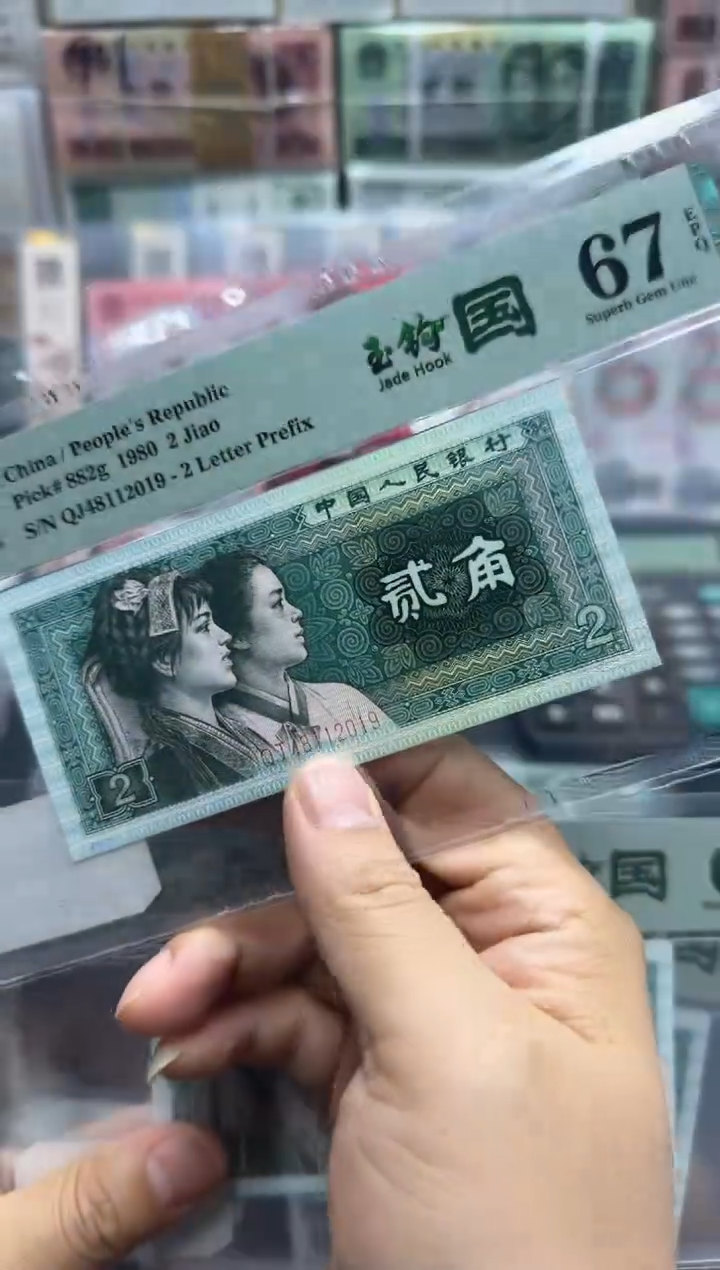 67
EPQ
Superb Gem Unc
玉钩 国
Jade Hook
China / People's Republic
Pick# 882g 1980 2 Jiao
S/N QJ48112019 - 2 Letter Prefix
中国人民银行
贰角
2
2
国